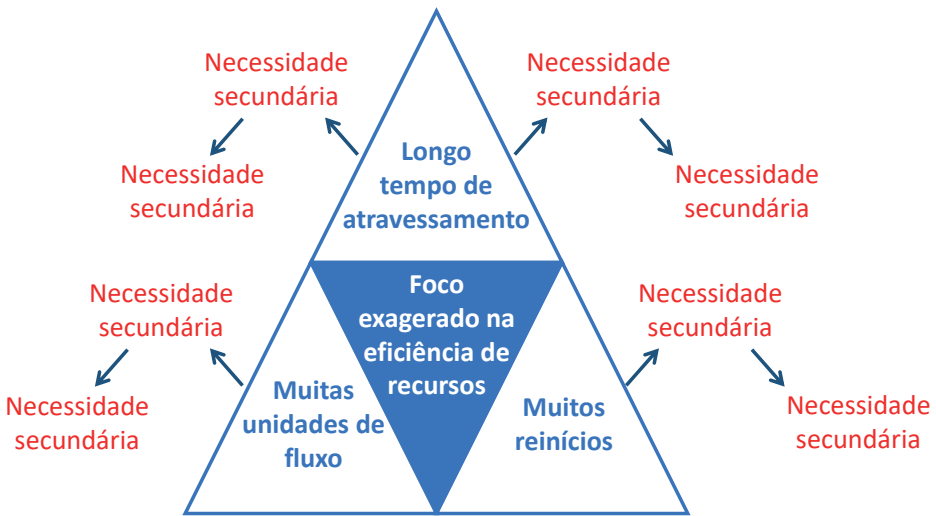 Necessidade
secundária
Necessidade
secundária
Necessidade
secundária
Necessidade
secundária
Longo
tempo de
atravessamento
Foco
exagerado na
eficiência de
recursos
Necessidade
secundária
Necessidade
secundária
Necessidade
secundária
Necessidade
secundária
Muitas
unidades de
fluxo
Muitos
reinícios